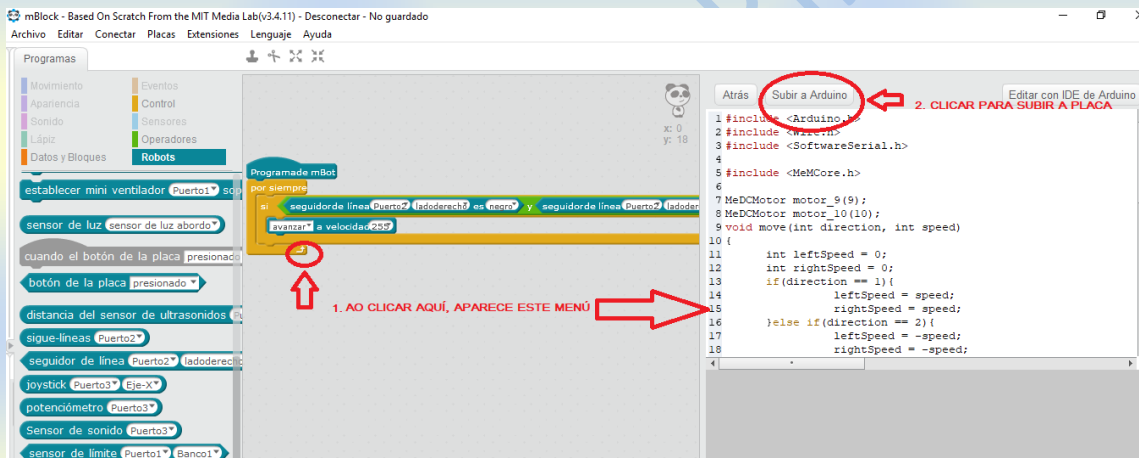 mBlock - Based On Scratch From the MIT Media Lab(v3.4.11) - Desconectar - No guardado
Archivo Editar Conectar Placas Extensiones Lenguaje Ayuda
Programas
Movimiento Eventos
Apariencia Control
Sonido Sensores
Lápiz Operadores
Datos y Bloques Robots
establecer mini ventilador Puerto1
sensor de luz sensor de luz abordo
cuando el botón de la placa presionado
botón de la placa presionado
distancia del sensor de ultrasonidos
sigue-líneas Puerto2
seguidor de línea Puerto2 ladoderecho
joystick Puerto3 Eje-X
potenciómetro Puerto3
Sensor de sonido Puerto3
sensor de límite Puerto1 Banco1
x: 0
y: 18
Programade mBot
por siempre
si seguidorde línea Puerto2 ladoderecho es negro y seguidorde línea Puerto2
avanzar a velocidad 255
1. AO CLICAR AQUÍ, APARECE ESTE MENÚ
Atrás Subir a Arduino Editar con IDE de Arduino
2. CLICAR PARA SUBIR A PLACA
1 #include <Arduino.h>
2 #include <Wire.h>
3 #include <SoftwareSerial.h>
4
5 #include <MeMCore.h>
6
7 MeDCMotor motor_9(9);
8 MeDCMotor motor_10(10);
9 void move(int direction, int speed)
10 {
11 int leftSpeed = 0;
12 int rightSpeed = 0;
13 if(direction == 1){
14 leftSpeed = speed;
15 rightSpeed = speed;
16 }else if(direction == 2){
17 leftSpeed = -speed;
18 rightSpeed = -speed;